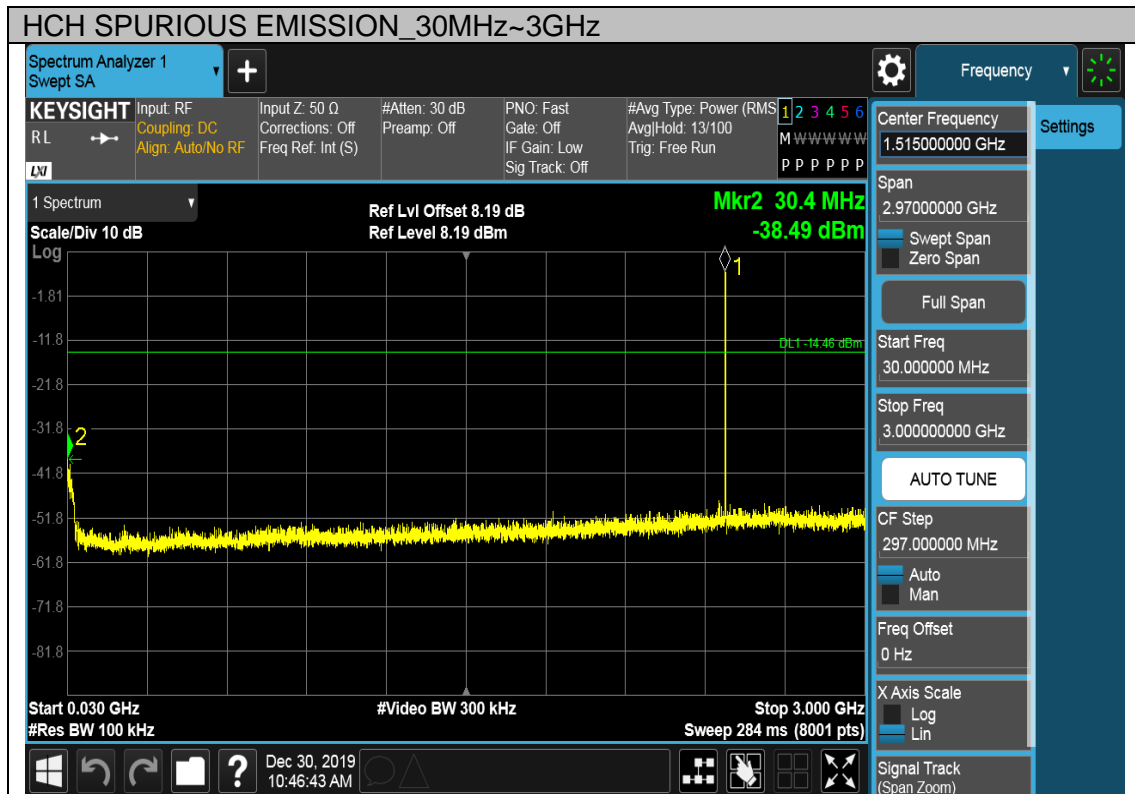 HCH SPURIOUS EMISSION_30MHz~3GHz
Spectrum Analyzer 1
Swept SA
+
Frequency
KEYSIGHT
RL
LXI
Input: RF
Coupling: DC
Align: Auto/No RF
Input Z: 50 Ω
Corrections: Off
Freq Ref: Int (S)
#Atten: 30 dB
Preamp: Off
PNO: Fast
Gate: Off
IF Gain: Low
Sig Track: Off
#Avg Type: Power (RMS
Avg|Hold: 13/100
Trig: Free Run
1 2 3 4 5 6
M W W W W W
P P P P P P
1 Spectrum
Scale/Div 10 dB
Log
Ref Lvl Offset 8.19 dB
Ref Level 8.19 dBm
Mkr2 30.4 MHz
-38.49 dBm
1
-1.81
-11.8
DL1 -14.46 dBm
-21.8
-31.8
2
-41.8
-51.8
-61.8
-71.8
-81.8
Start 0.030 GHz
#Video BW 300 kHz
Stop 3.000 GHz
#Res BW 100 kHz
Sweep 284 ms (8001 pts)
?
Dec 30, 2019
10:46:43 AM
Center Frequency
1.515000000 GHz
Settings
Span
2.97000000 GHz
Swept Span
Zero Span
Full Span
Start Freq
30.000000 MHz
Stop Freq
3.000000000 GHz
AUTO TUNE
CF Step
297.000000 MHz
Auto
Man
Freq Offset
0 Hz
X Axis Scale
Log
Lin
Signal Track
(Span Zoom)